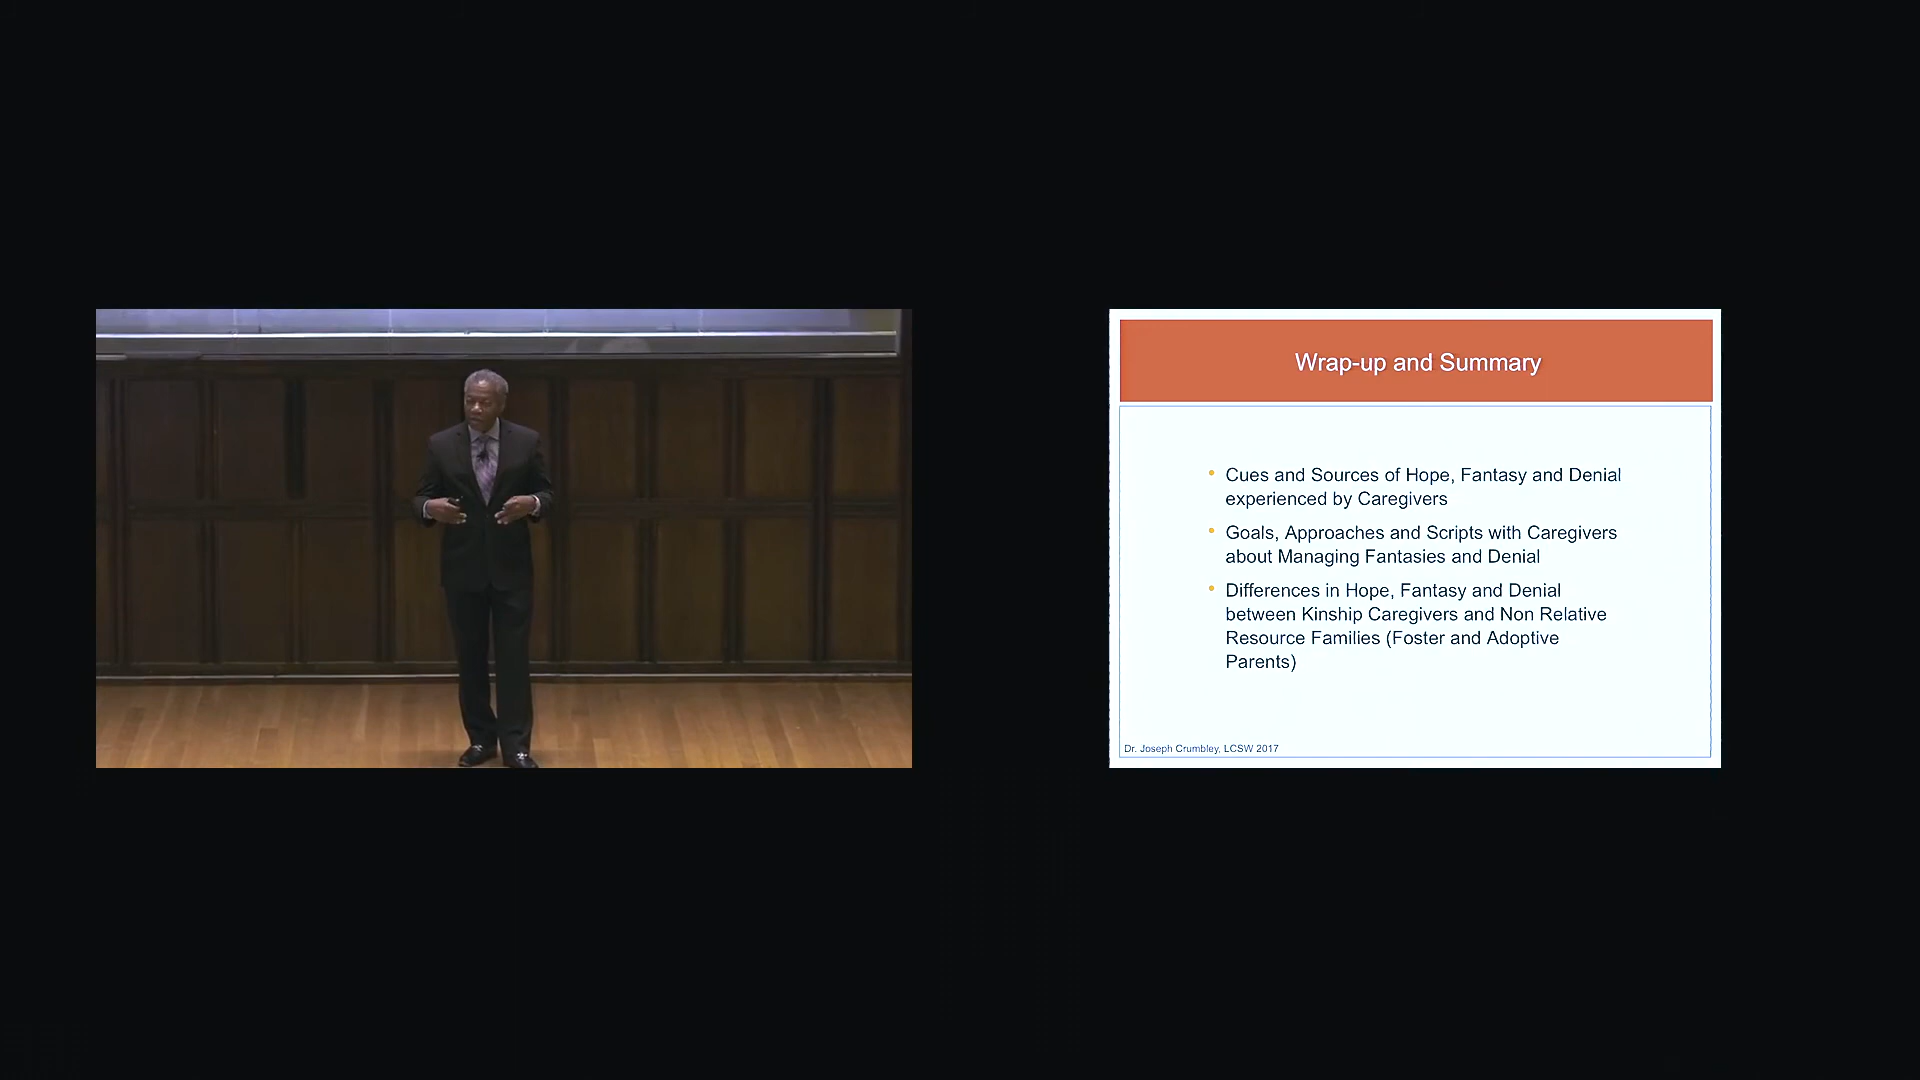 Wrap-up and Summary
• Cues and Sources of Hope, Fantasy and Denial
experienced by Caregivers
• Goals, Approaches and Scripts with Caregivers
about Managing Fantasies and Denial
• Differences in Hope, Fantasy and Denial
between Kinship Caregivers and Non Relative
Resource Families (Foster and Adoptive
Parents)
Dr. Joseph Crumbley, LCSW 2017